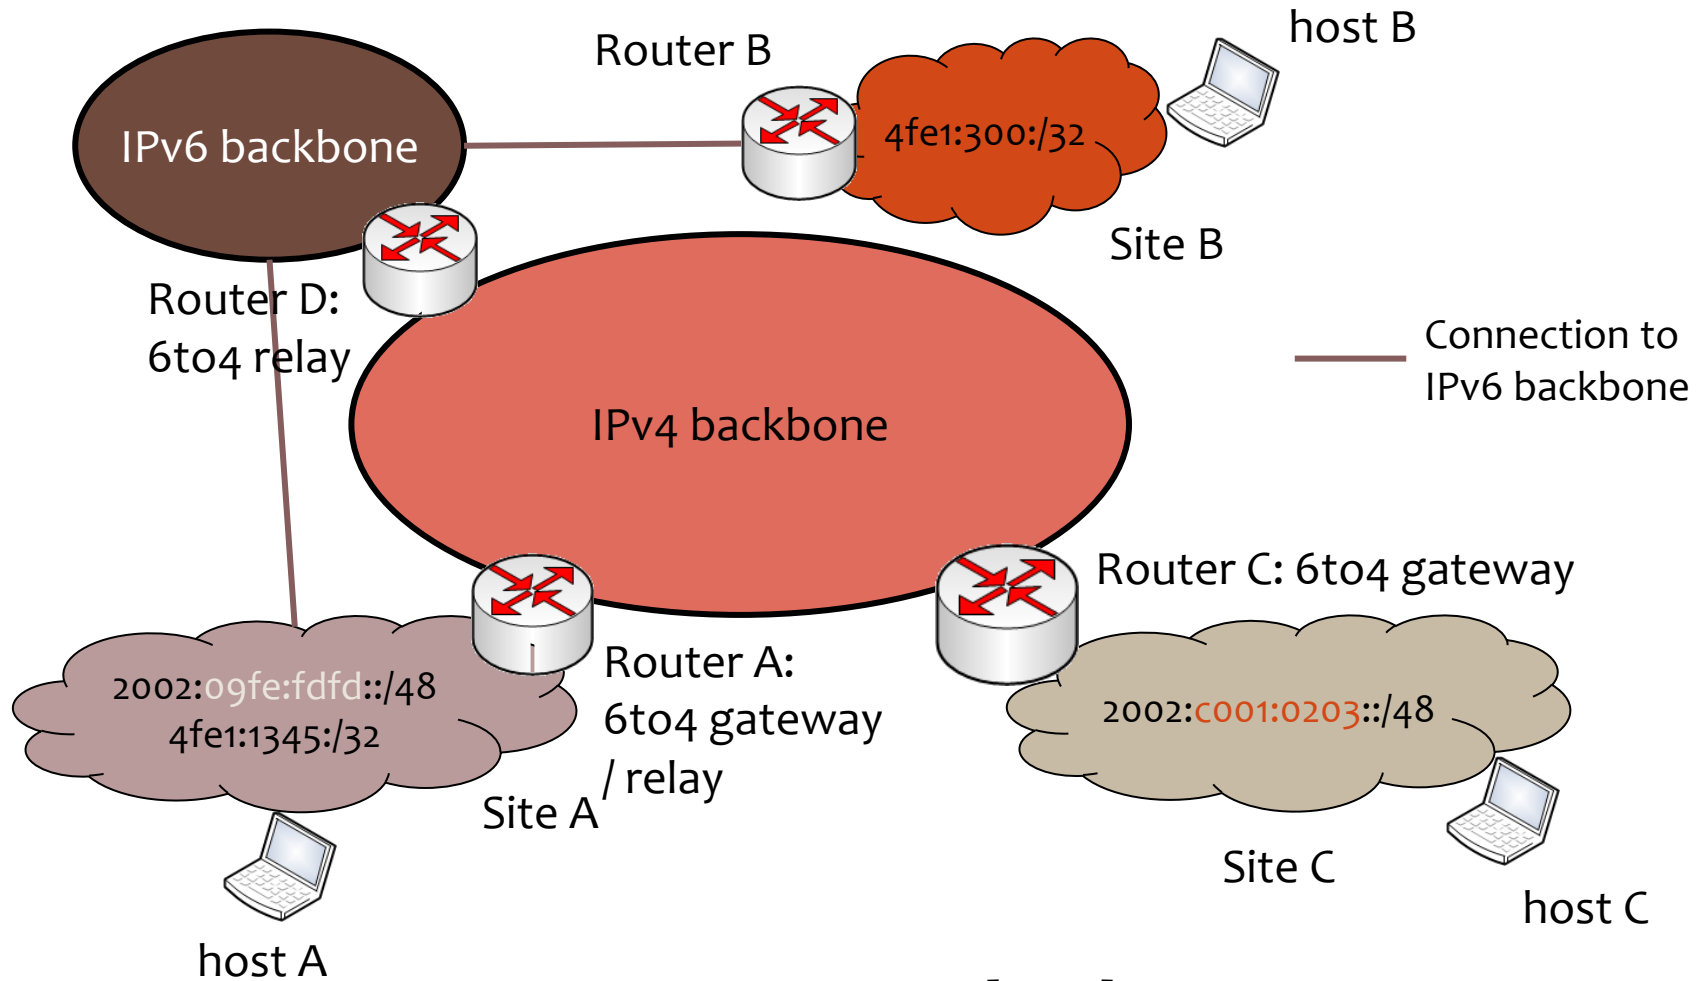 host B
Router B
IPv6 backbone
4fe1:300:/32
Site B
Router D:
6to4 relay
Connection to
IPv6 backbone
IPv4 backbone
Router C: 6to4 gateway
Router A:
6to4 gateway
/ relay
2002:09fe:fdfd::/48
4fe1:1345:/32
2002:c001:0203::/48
Site A
Site C
host C
host A